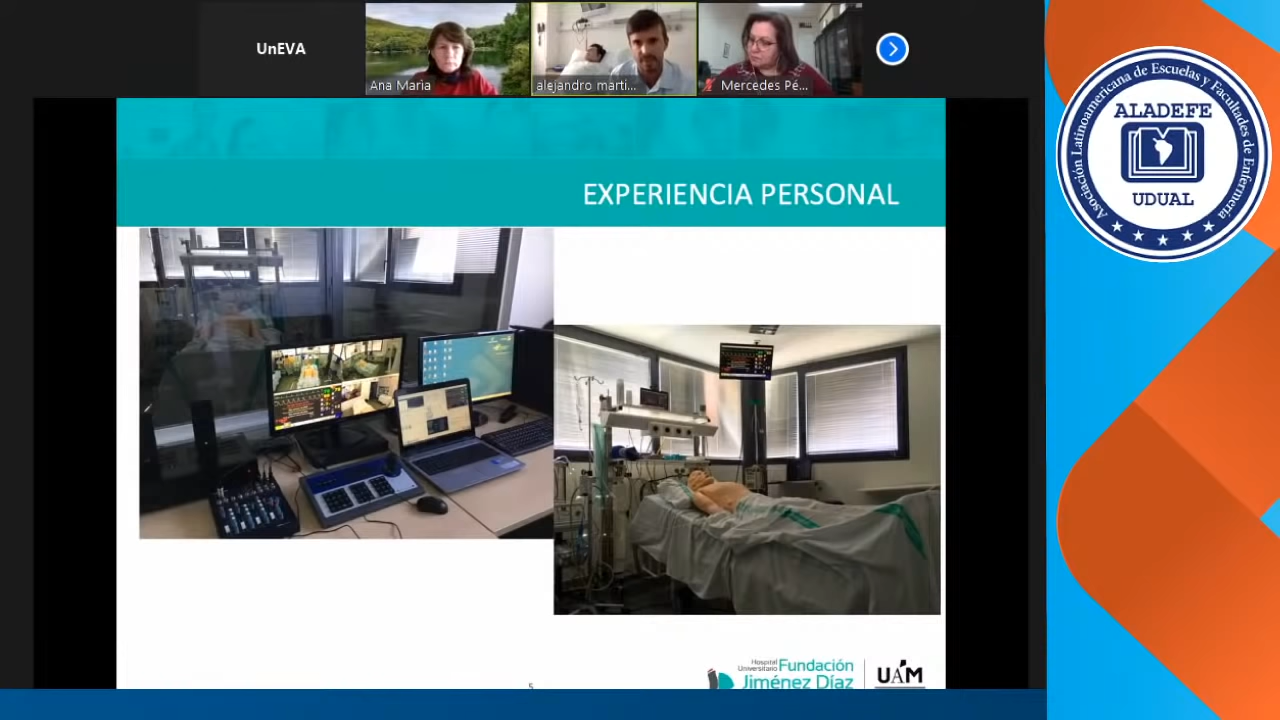 UnEVA
Ana Maria
alejandro marti...
Mercedes Pé...
EXPERIENCIA PERSONAL
5
Hospital
Universitario
Fundación
Jiménez Díaz
UAM
Asociación Latinoamericana de Escuelas y Facultades de Enfermería
ALADEFE
UDUAL